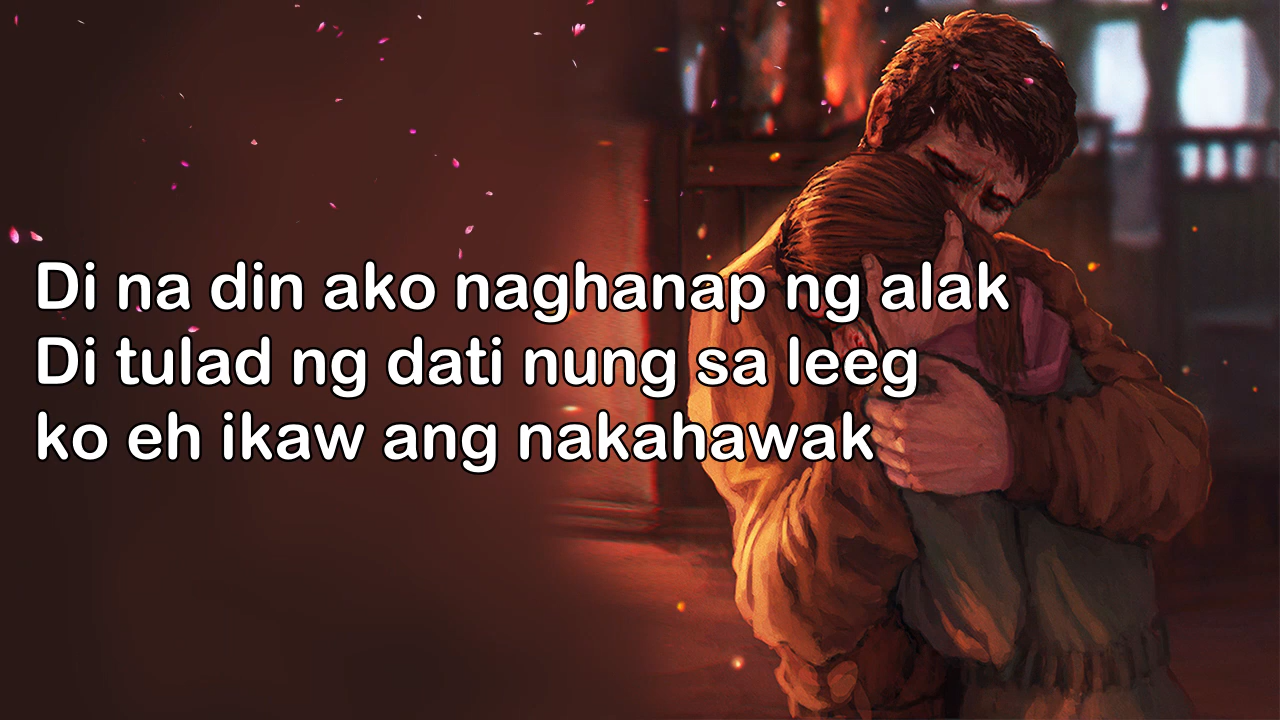 Di na din ako naghanap ng alak
Di tulad ng dati nung sa leeg
ko eh ikaw ang nakahawak